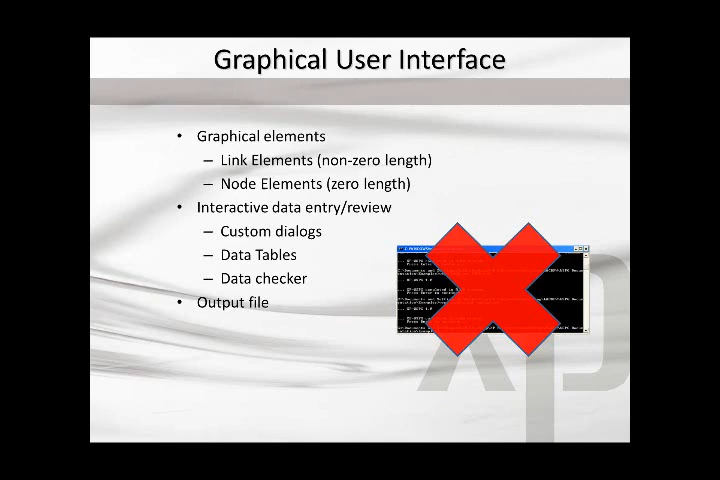 Graphical User Interface
• Graphical elements
– Link Elements (non-zero length)
– Node Elements (zero length)
• Interactive data entry/review
– Custom dialogs
– Data Tables
– Data checker
• Output file
xp